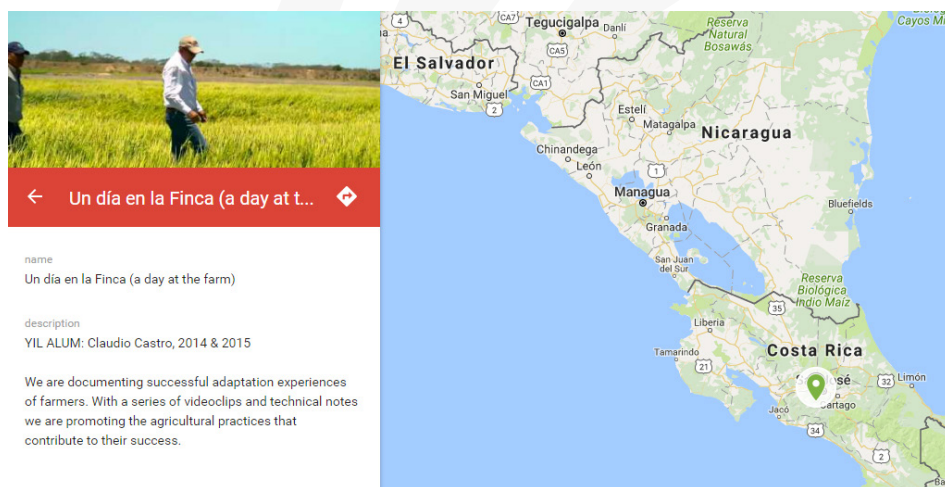 Un día en la Finca (a day at t...
name
Un día en la Finca (a day at the farm)
description
YIL ALUM: Claudio Castro, 2014 & 2015
We are documenting successful adaptation experiences
of farmers. With a series of videoclips and technical notes
we are promoting the agricultural practices that
contribute to their success.
4
CA7
Tegucigalpa
Danlí
Reserva
Natural
Bosawás
Cayos
CA5
El Salvador
CA1
San Miguel
2
Estelí
Matagalpa
Nicaragua
Chinandega
León
1
Managua
Bluefields
Granada
San Juan
del Sur
Reserva
Biológica
Indio Maíz
35
Liberia
Tamarindo
Costa Rica
21
32
Limón
Jacó
34
2